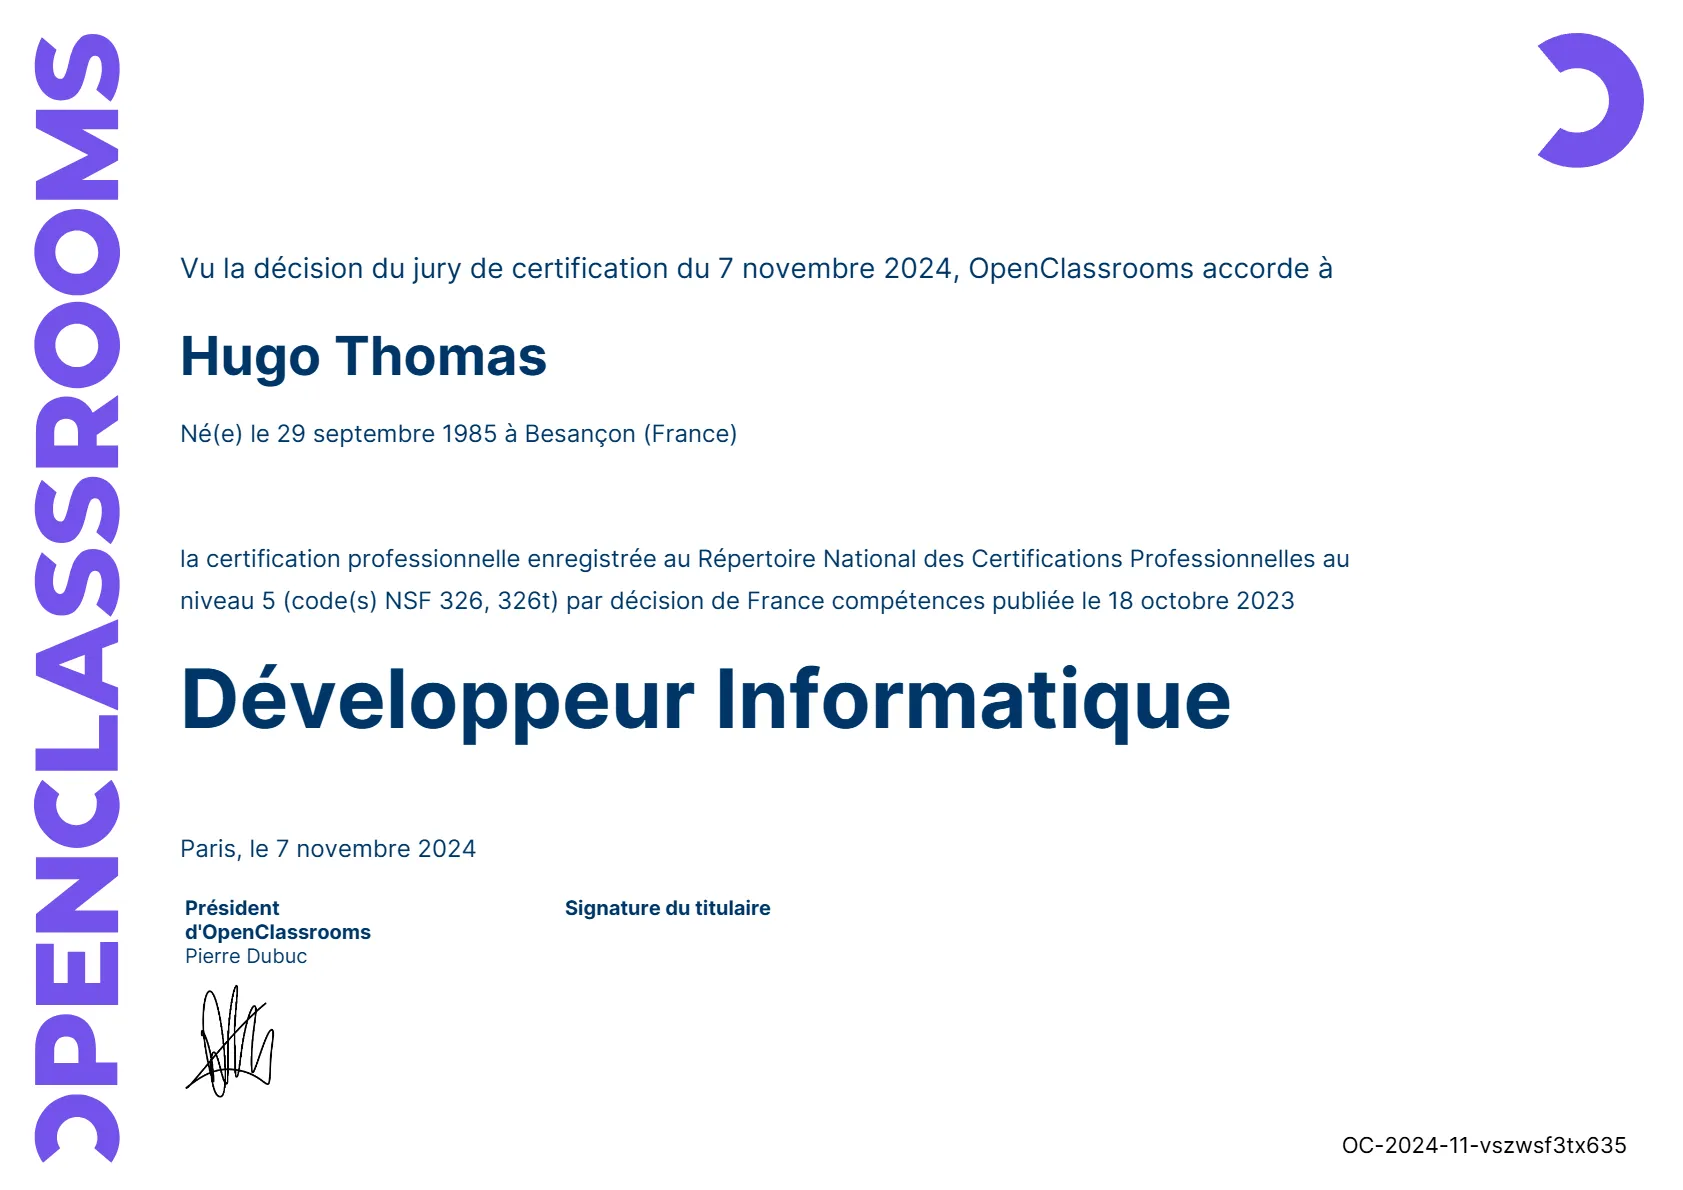 OPENCLASSROOMS
Vu la décision du jury de certification du 7 novembre 2024, OpenClassrooms accorde à
Hugo Thomas
Né(e) le 29 septembre 1985 à Besançon (France)
la certification professionnelle enregistrée au Répertoire National des Certifications Professionnelles au
niveau 5 (code(s) NSF 326, 326t) par décision de France compétences publiée le 18 octobre 2023
Développeur Informatique
Paris, le 7 novembre 2024
Président
d'OpenClassrooms
Pierre Dubuc
Signature du titulaire
OC-2024-11-vszwsf3tx635